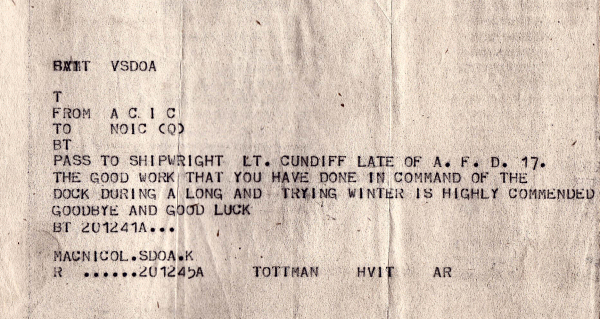 VSDOA
T
FROM A C. I C
TO NOIC (Q)
BT
PASS TO SHIPWRIGHT LT. CUNDIFF LATE OF A. F. D. 17.
THE GOOD WORK THAT YOU HAVE DONE IN COMMAND OF THE
DOCK DURING A LONG AND TRYING WINTER IS HIGHLY COMMENDED
GOODBYE AND GOOD LUCK
BT 201241A...
MACNICOL.SDOA.K
R ......201245A TOTTMAN HVIT AR